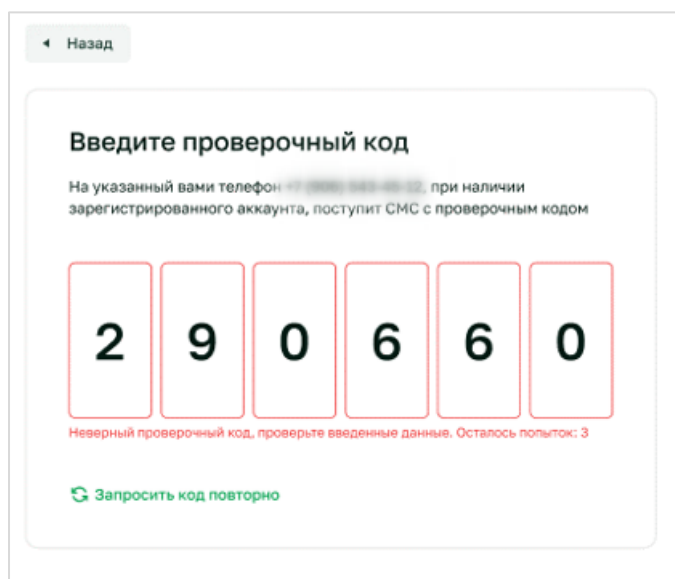 Назад
Введите проверочный код
На указанный вами телефон при наличии
зарегистрированного аккаунта, поступит СМС с проверочным кодом
2 9 0 6 6 0
Неверный проверочный код, проверьте введенные данные. Осталось попыток: 3
Запросить код повторно